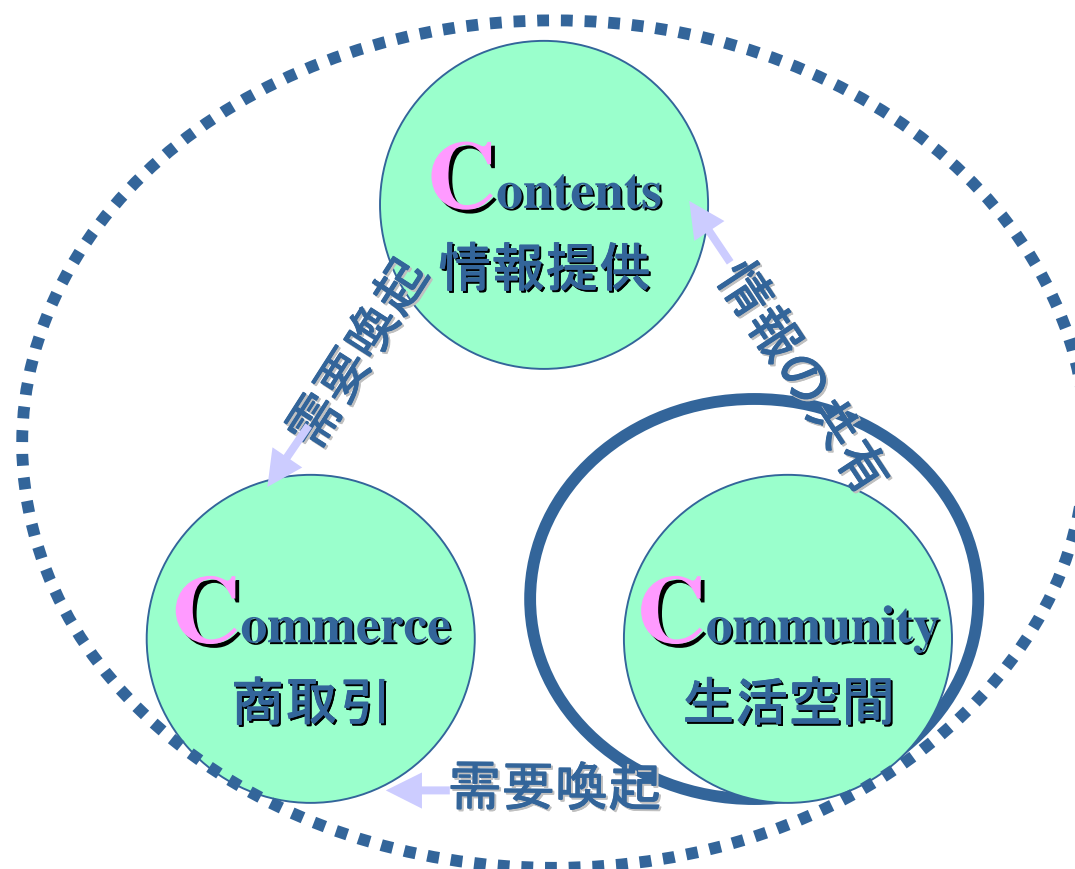 Contents
情報提供
需要喚起
情報の共有
Commerce
商取引
Community
生活空間
需要喚起